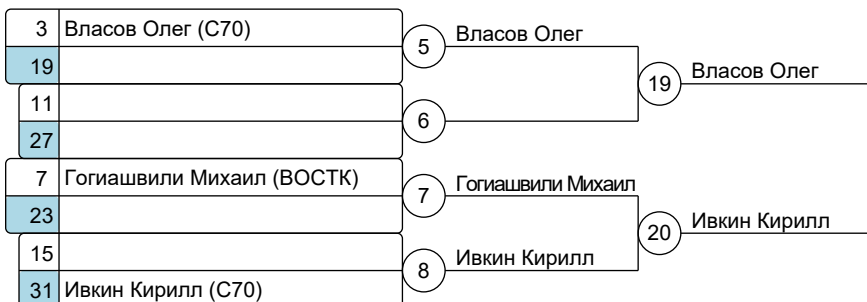 3 Власов Олег (С70)
19
5 Власов Олег
19 Власов Олег
11
27
6
7 Гогиашвили Михаил (ВОСТК)
23
7 Гогиашвили Михаил
20 Ивкин Кирилл
15
31 Ивкин Кирилл (С70)
8 Ивкин Кирилл